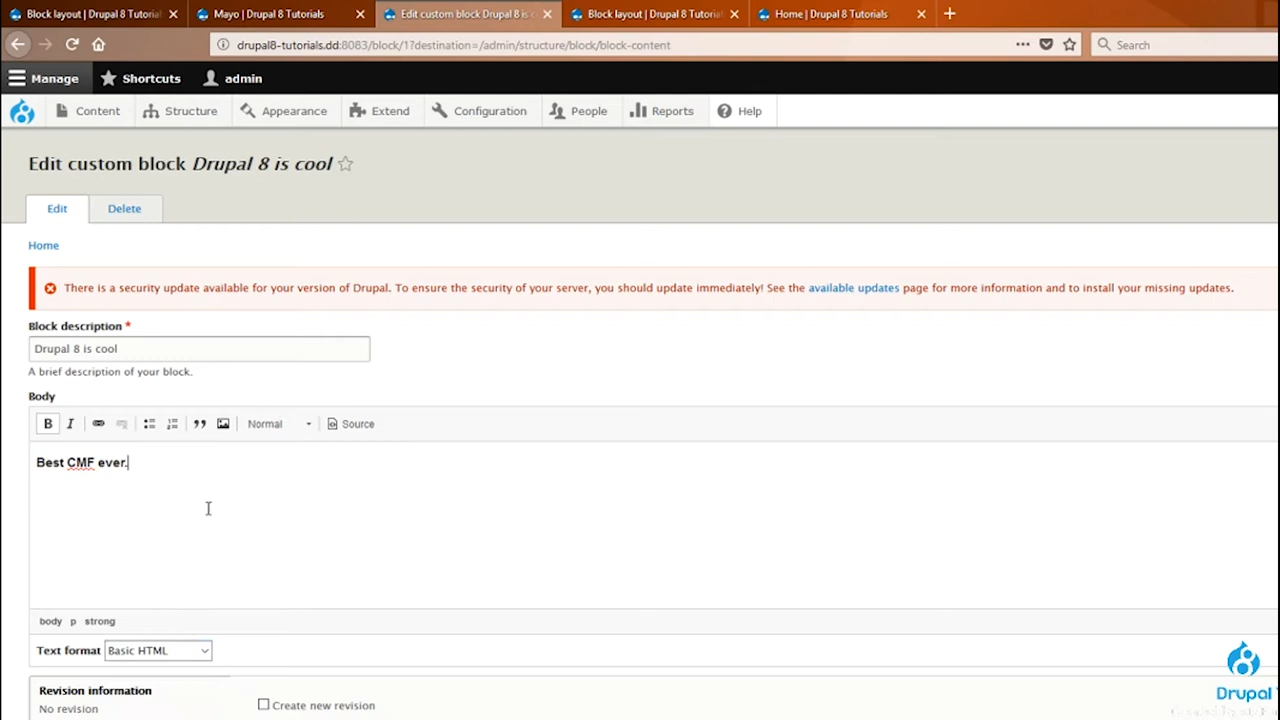 Block layout | Drupal 8 Tutorial
Mayo | Drupal 8 Tutorials
Edit custom block Drupal 8 is
Block layout | Drupal 8 Tutorial
Home | Drupal 8 Tutorials
drupal8-tutorials.dd:8083/block/1?destination=/admin/structure/block/block-content
Search
Manage
Shortcuts
admin
Content
Structure
Appearance
Extend
Configuration
People
Reports
Help
Edit custom block Drupal 8 is cool
Edit
Delete
Home
There is a security update available for your version of Drupal. To ensure the security of your server, you should update immediately! See the available updates page for more information and to install your missing updates.
Block description *
Drupal 8 is cool
A brief description of your block.
Body
B I
Normal
Source
Best CMF ever.
body p strong
Text format Basic HTML
Revision information
No revision
Create new revision
Drupal